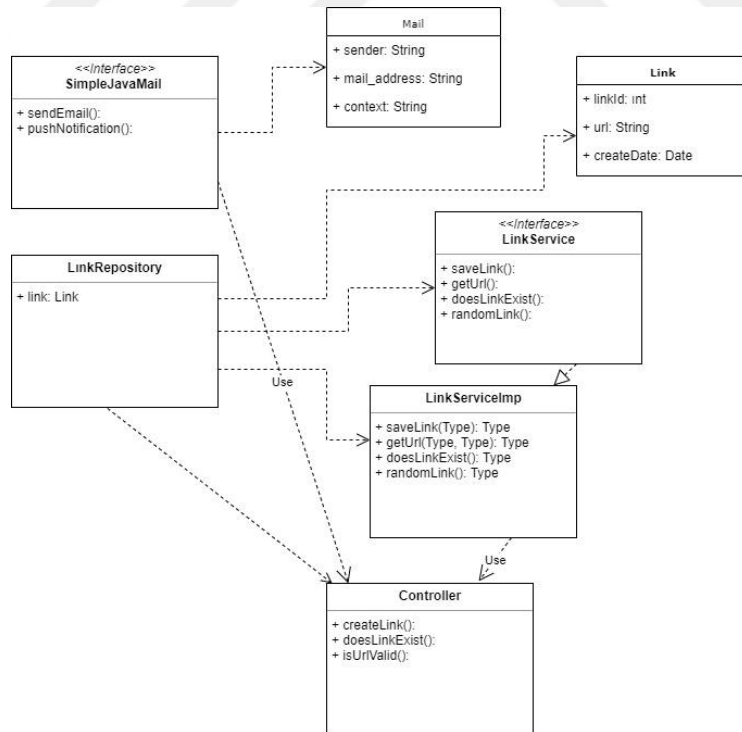 Mail
+ sender: String
+ mail_address: String
+ context: String
<<Interface>>
SimpleJavaMail
+ sendEmail():
+ pushNotification():
Link
+ linkId: int
+ url: String
+ createDate: Date
<<Interface>>
LinkService
+ saveLink():
+ getUrl():
+ doesLinkExist():
+ randomLink():
LinkRepository
+ link: Link
Use
LinkServiceImp
+ saveLink(Type): Type
+ getUrl(Type, Type): Type
+ doesLinkExist(): Type
+ randomLink(): Type
Use
Controller
+ createLink():
+ doesLinkExist():
+ isUrlValid():